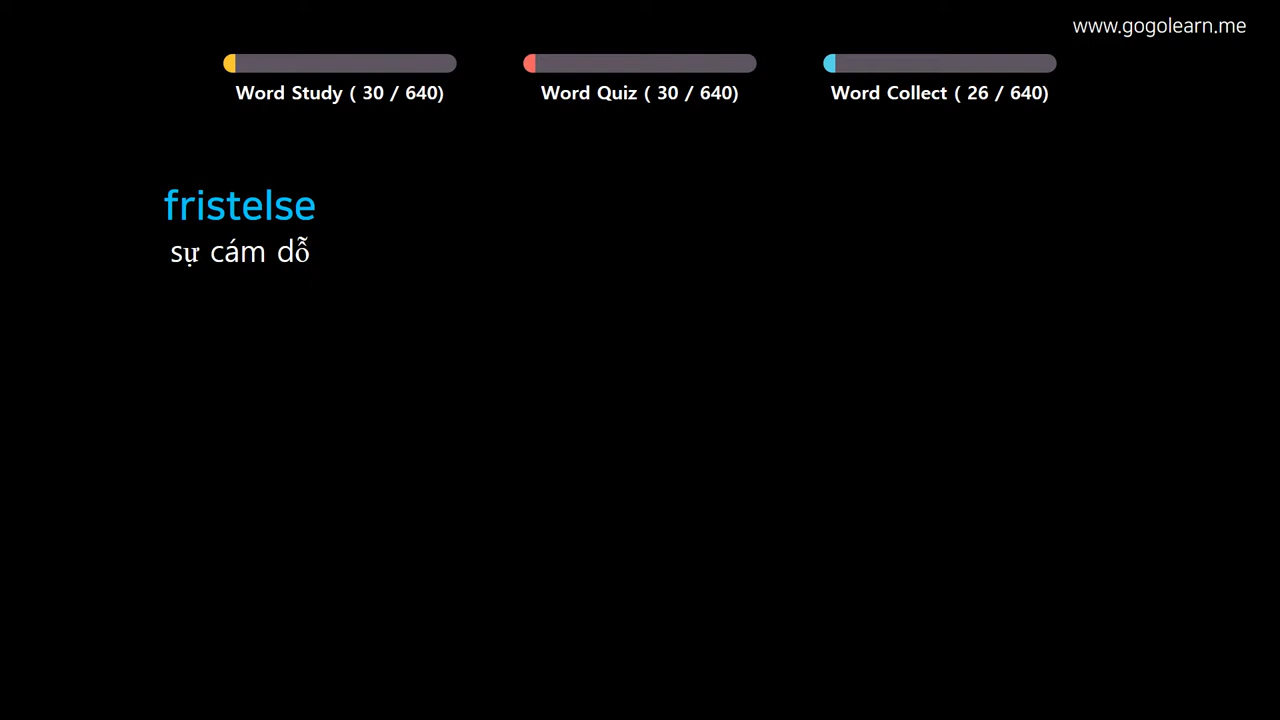 www.gogolearn.me
Word Study ( 30 / 640)
Word Quiz ( 30 / 640)
Word Collect ( 26 / 640)
fristelse
sự cám dỗ